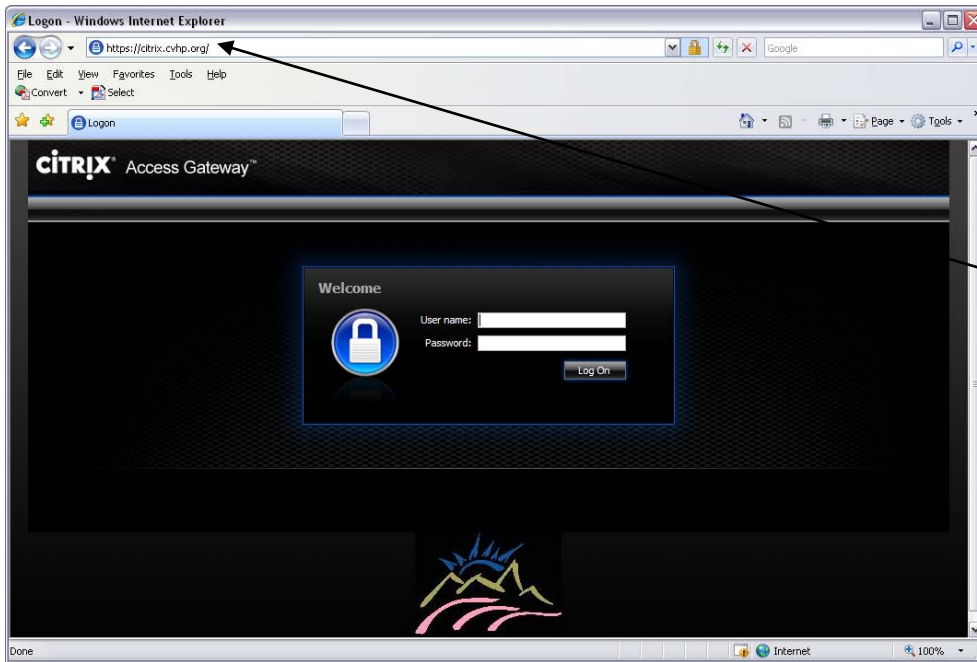 Logon - Windows Internet Explorer
https://citrix.cvhp.org/
Google
File Edit View Favorites Tools Help
Convert Select
Logon
Page Tools
CITRIX® Access Gateway™
Welcome
User name:
Password:
Log On
Done
Internet
100%